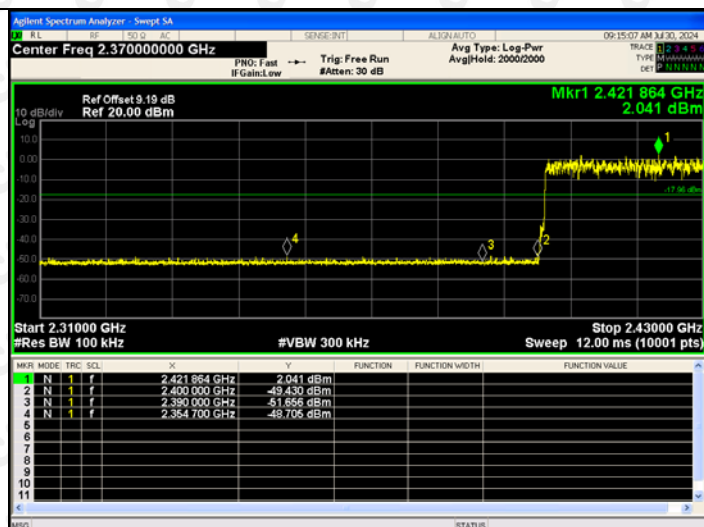 Agilent Spectrum Analyzer - Swept SA
RL RF 50 Ω AC SENSE:INT ALIGN AUTO 09:15:07 AM Jul 30, 2024
Center Freq 2.370000000 GHz
PNO: Fast
IFGain:Low
Trig: Free Run
#Atten: 30 dB
Avg Type: Log-Pwr
Avg|Hold: 2000/2000
TRACE 1 2 3 4 5 6
TYPE M
DET P N N N N N
Mkr1 2.421 864 GHz
2.041 dBm
Ref Offset 9.19 dB
Ref 20.00 dBm
10 dB/div
Log
10.0
0.00
-10.0
-20.0
-30.0
-40.0
-50.0
-60.0
-70.0
1
2
3
4
Start 2.31000 GHz
Stop 2.43000 GHz
#Res BW 100 kHz #VBW 300 kHz Sweep 12.00 ms (10001 pts)
MKR MODE TRC SCL X Y FUNCTION FUNCTION WIDTH FUNCTION VALUE
1 N 1 f 2.421 864 GHz 2.041 dBm
2 N 1 f 2.400 000 GHz -49.430 dBm
3 N 1 f 2.390 000 GHz -51.656 dBm
4 N 1 f 2.354 700 GHz -48.705 dBm
5
6
7
8
9
10
11
MSG STATUS